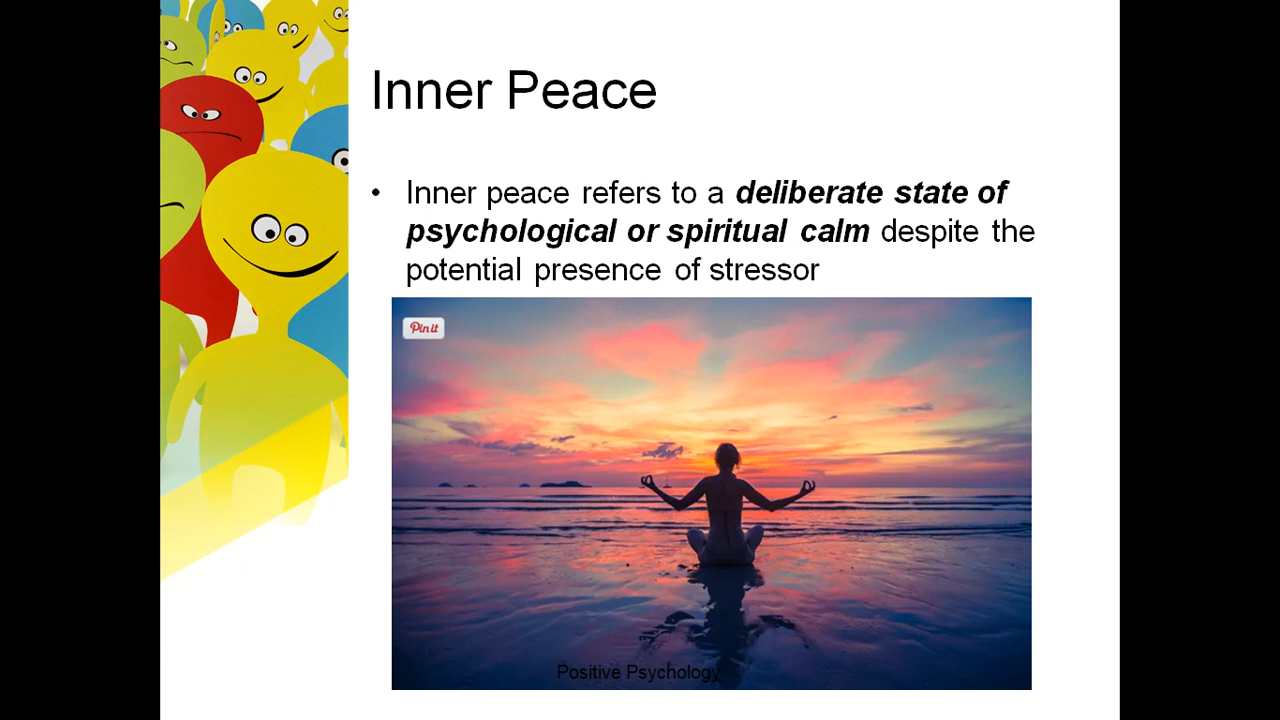 Inner Peace
• Inner peace refers to a deliberate state of
psychological or spiritual calm despite the
potential presence of stressor
Pin it
Positive Psychology